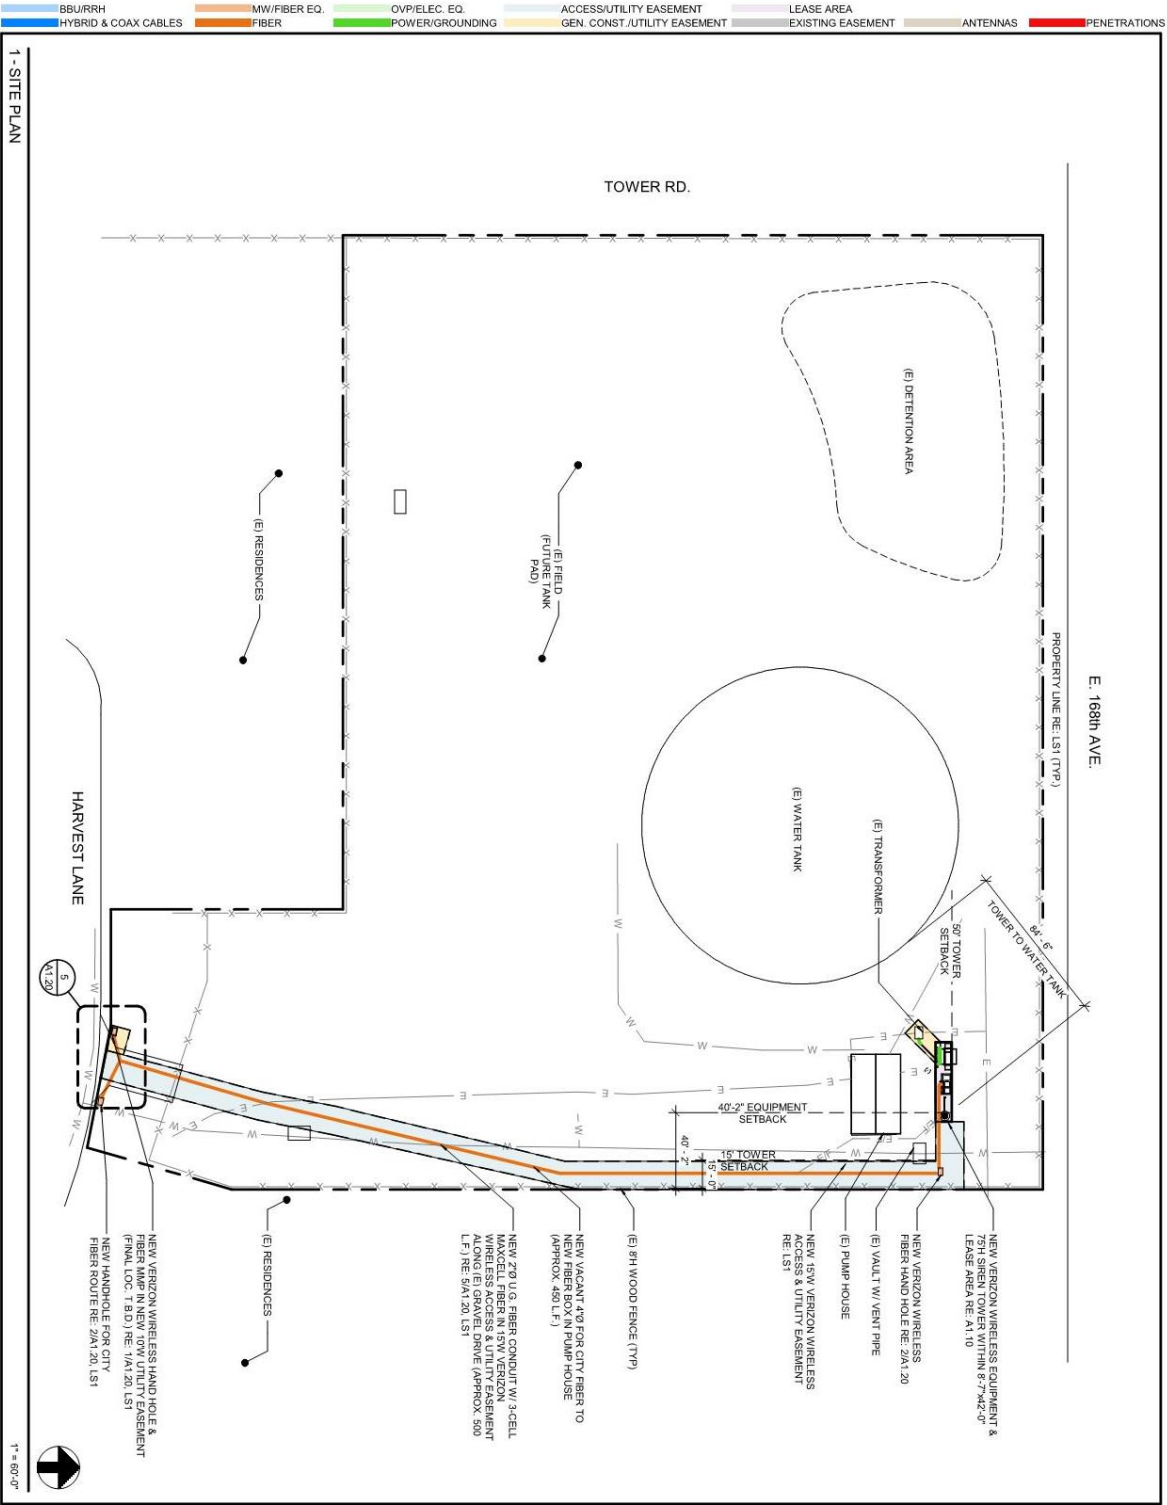 BBU/RRH
MW/FIBER EQ.
OVP/ELEC. EQ.
ACCESS/UTILITY EASEMENT
LEASE AREA
HYBRID & COAX CABLES
FIBER
POWER/GROUNDING
GEN. CONST./UTILITY EASEMENT
EXISTING EASEMENT
ANTENNAS
PENETRATIONS
1 - SITE PLAN
TOWER RD.
E. 168th AVE.
PROPERTY LINE RE: LS1 (TYP.)
(E) DETENTION AREA
(E) FIELD
(FUTURE TANK
PAD)
(E) RESIDENCES
(E) WATER TANK
(E) TRANSFORMER
50' TOWER
SETBACK
84' - 6"
TOWER TO WATER TANK
HARVEST LANE
5
A1.20
40'-2" EQUIPMENT
SETBACK
15' TOWER
SETBACK
40' - 2"
15' - 0"
NEW VERIZON WIRELESS EQUIPMENT &
75'H SIREN TOWER WITHIN 8'-7"x42'-0"
LEASE AREA RE: A1.10
NEW VERIZON WIRELESS
FIBER HAND HOLE RE: 2/A1.20
(E) VAULT W/ VENT PIPE
(E) PUMP HOUSE
NEW 15'W VERIZON WIRELESS
ACCESS & UTILITY EASEMENT
RE: LS1
(E) 8'H WOOD FENCE (TYP)
NEW VACANT 4"Ø FOR CITY FIBER TO
NEW FIBER BOX IN PUMP HOUSE
(APPROX. 450 L.F.)
NEW 2"Ø U.G. FIBER CONDUIT W/ 3-CELL
MAXCELL FIBER IN 15'W VERIZON
WIRELESS ACCESS & UTILITY EASEMENT
ALONG (E) GRAVEL DRIVE (APPROX. 500
L.F.) RE: 5/A1.20, LS1
(E) RESIDENCES
NEW VERIZON WIRELESS HAND HOLE &
FIBER MMP IN NEW 10'W UTILITY EASEMENT
(FINAL LOC. T.B.D.) RE: 1/A1.20, LS1
NEW HANDHOLE FOR CITY
FIBER ROUTE RE: 2/A1.20, LS1
1" = 60'-0"